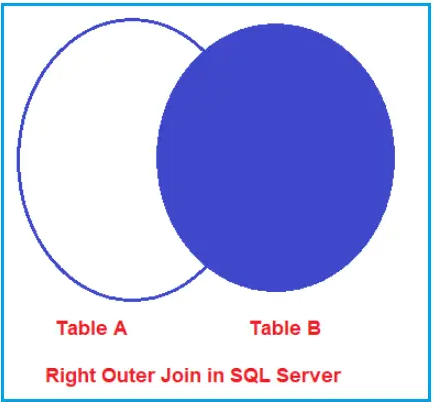 Table A Table B
Right Outer Join in SQL Server